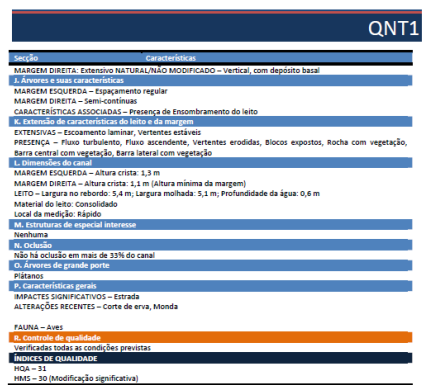 QNT1
Secção Características
MARGEM DIREITA: Extensivo NATURAL/NÃO MODIFICADO – Vertical, com depósito basal
J. Árvores e suas características
MARGEM ESQUERDA – Espaçamento regular
MARGEM DIREITA – Semi-contínuas
CARACTERÍSTICAS ASSOCIADAS – Presença de Ensombramento do leito
K. Extensão de características do leito e da margem
EXTENSIVAS – Escoamento laminar, Vertentes estáveis
PRESENÇA – Fluxo turbulento, Fluxo ascendente, Vertentes erodidas, Blocos expostos, Rocha com vegetação,
Barra central com vegetação, Barra lateral com vegetação
L. Dimensões do canal
MARGEM ESQUERDA – Altura crista: 1,3 m
MARGEM DIREITA – Altura crista: 1,1 m (Altura mínima da margem)
LEITO – Largura no rebordo: 5,4 m; Largura molhada: 5,1 m; Profundidade da água: 0,6 m
Material do leito: Consolidado
Local da medição: Rápido
M. Estruturas de especial interesse
Nenhuma
N. Oclusão
Não há oclusão em mais de 33% do canal
O. Árvores de grande porte
Plátanos
P. Características gerais
IMPACTES SIGNIFICATIVOS – Estrada
ALTERAÇÕES RECENTES – Corte de erva, Monda
FAUNA – Aves
R. Controle de qualidade
Verificadas todas as condições previstas
ÍNDICES DE QUALIDADE
HQA – 31
HMS – 30 (Modificação significativa)